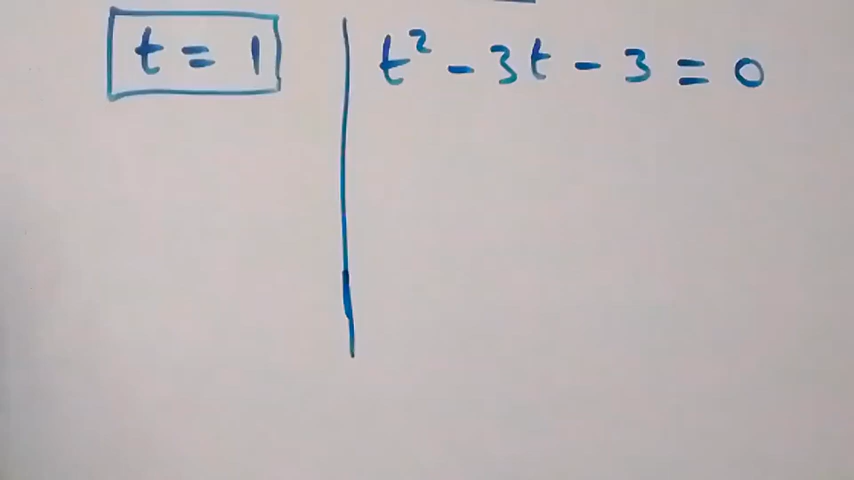 t = 1
t² - 3t - 3 = 0